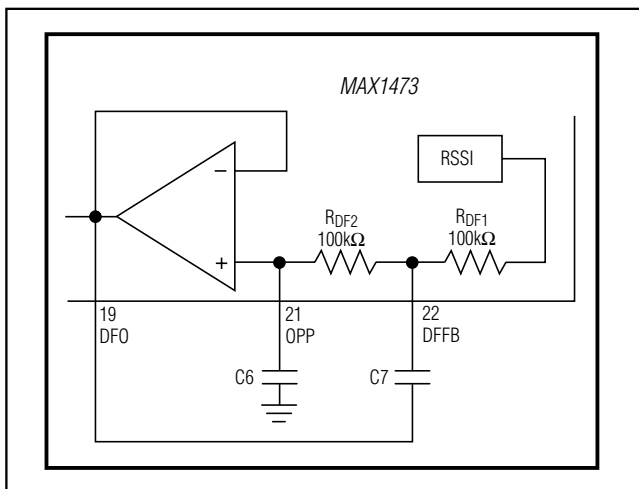 MAX1473
RSSI
RDF2
100kΩ
RDF1
100kΩ
−
+
19
DFO
21
OPP
22
DFFB
C6
C7